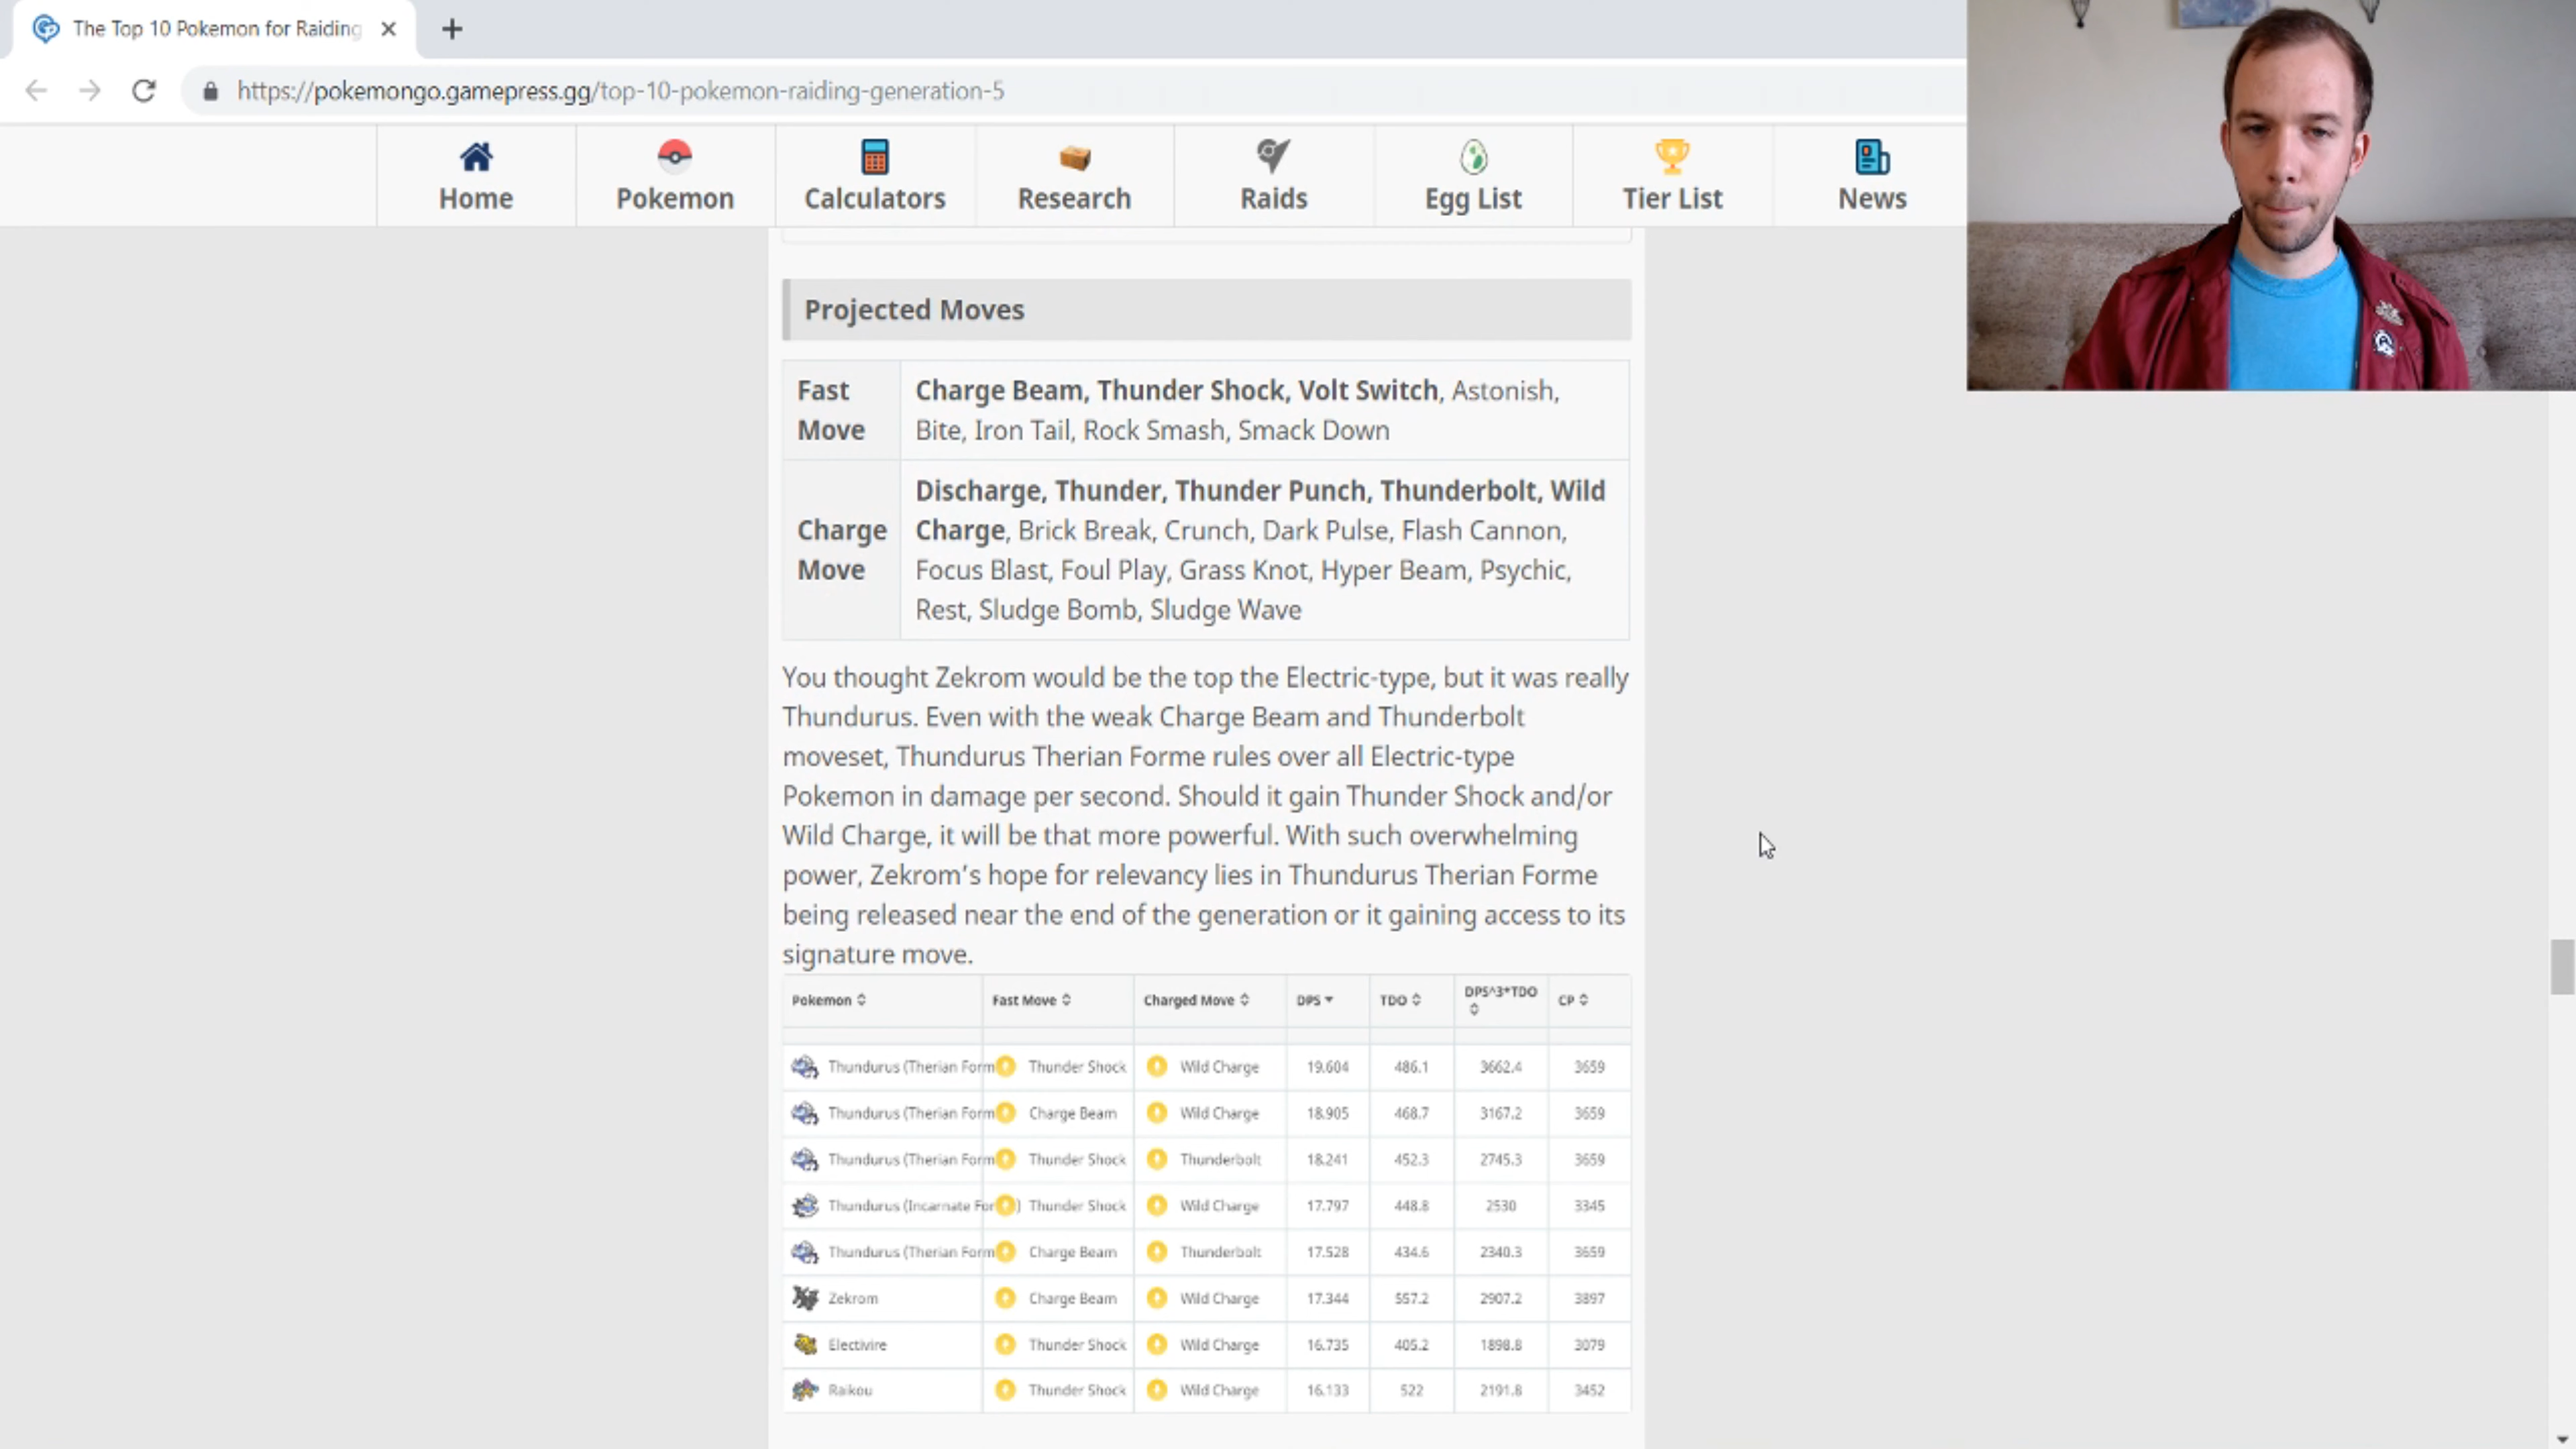 The Top 10 Pokemon for Raiding
https://pokemongo.gamepress.gg/top-10-pokemon-raiding-generation-5
Home Pokemon Calculators Research Raids Egg List Tier List News
Projected Moves
Fast Move
Charge Beam, Thunder Shock, Volt Switch, Astonish,
Bite, Iron Tail, Rock Smash, Smack Down
Charge Move
Discharge, Thunder, Thunder Punch, Thunderbolt, Wild
Charge, Brick Break, Crunch, Dark Pulse, Flash Cannon,
Focus Blast, Foul Play, Grass Knot, Hyper Beam, Psychic,
Rest, Sludge Bomb, Sludge Wave
You thought Zekrom would be the top the Electric-type, but it was really
Thundurus. Even with the weak Charge Beam and Thunderbolt
moveset, Thundurus Therian Forme rules over all Electric-type
Pokemon in damage per second. Should it gain Thunder Shock and/or
Wild Charge, it will be that more powerful. With such overwhelming
power, Zekrom's hope for relevancy lies in Thundurus Therian Forme
being released near the end of the generation or it gaining access to its
signature move.
Pokemon Fast Move Charged Move DPS TDO DPS^3*TDO CP
Thundurus (Therian Form Thunder Shock Wild Charge 19.604 486.1 3662.4 3659
Thundurus (Therian Form Charge Beam Wild Charge 18.905 468.7 3167.2 3659
Thundurus (Therian Form Thunder Shock Thunderbolt 18.241 452.3 2745.3 3659
Thundurus (Incarnate For ) Thunder Shock Wild Charge 17.797 448.8 2530 3345
Thundurus (Therian Form Charge Beam Thunderbolt 17.528 434.6 2340.3 3659
Zekrom Charge Beam Wild Charge 17.344 557.2 2907.2 3897
Electivire Thunder Shock Wild Charge 16.735 405.2 1898.8 3079
Raikou Thunder Shock Wild Charge 16.133 522 2191.8 3452